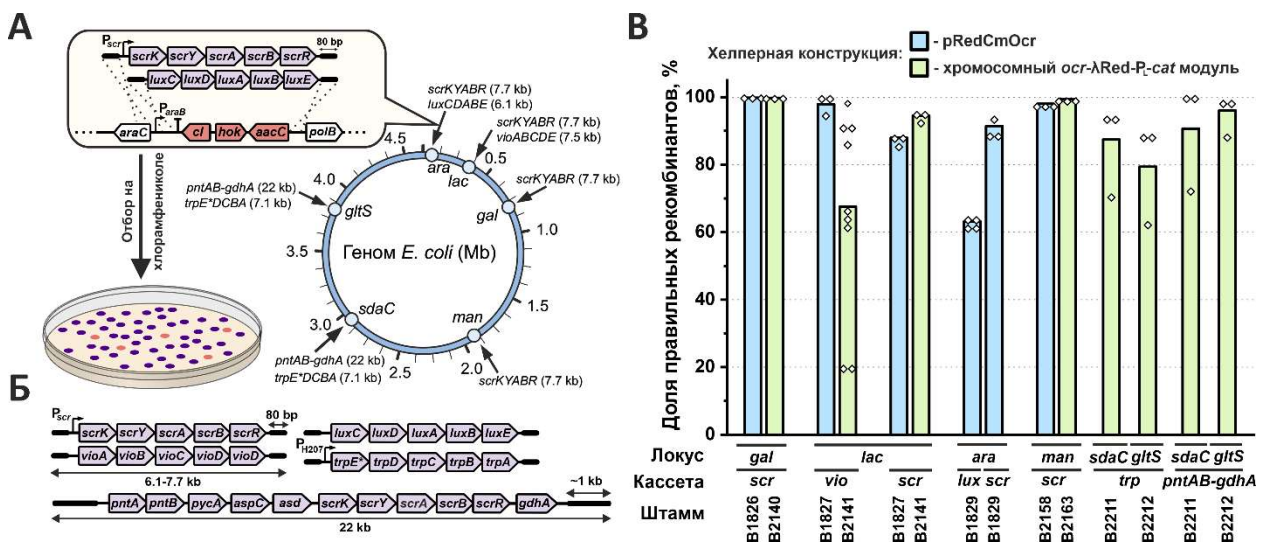 А
P_scr
scrK scrY scrA scrB scrR
80 bp
luxC luxD luxA luxB luxE
P_araB
araC cI hok aacC polB
Отбор на
хлорамфениколе
scrKYABR (7.7 kb)
luxCDABE (6.1 kb)
scrKYABR (7.7 kb)
vioABCDE (7.5 kb)
scrKYABR (7.7)
pntAB-gdhA (22 kb)
trpE*DCBA (7.1 kb)
pntAB-gdhA (22 kb)
trpE*DCBA (7.1 kb)
scrKYABR (7.7 kb)
ara
lac
gal
man
sdaC
gltS
0.5
1.0
1.5
2.0
2.5
3.0
3.5
4.0
4.5
Геном E. coli (Mb)
Б
P_scr
scrK scrY scrA scrB scrR
80 bp
vioA vioB vioC vioD vioD
6.1-7.7 kb
luxC luxD luxA luxB luxE
P_H207
trpE* trpD trpC trpB trpA
~1 kb
pntA pntB pycA aspC asd scrK scrY scrA scrB scrR gdhA
22 kb
В
Хелперная конструкция:
- pRedCmOcr
- хромосомный ocr-λRed-P_L-cat модуль
Доля правильных рекомбинантов, %
100
80
60
40
20
0
Локус gal lac ara man sdaC gltS sdaC gltS
Кассета scr vio scr lux scr scr trp pntAB-gdhA
Штамм B1826 B2140 B1827 B2141 B1827 B2141 B1829 B1829 B2158 B2163 B2211 B2212 B2211 B2212